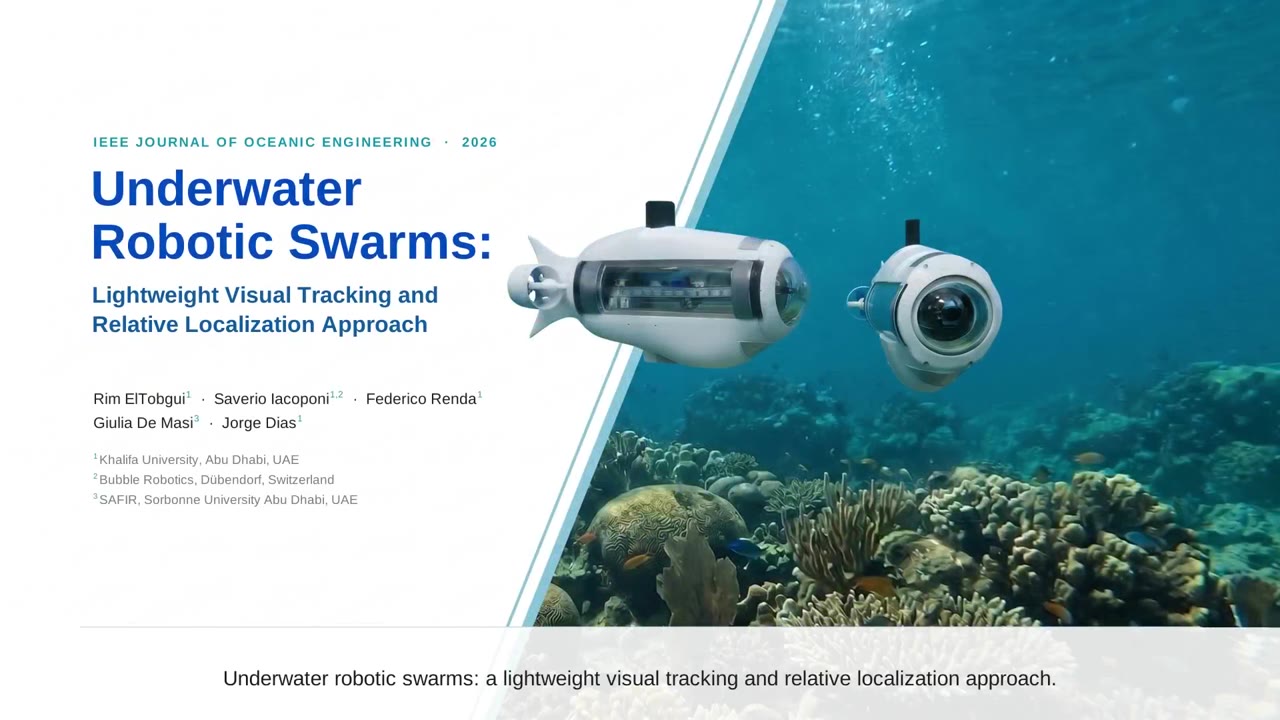 IEEE JOURNAL OF OCEANIC ENGINEERING · 2026
Underwater
Robotic Swarms:
Lightweight Visual Tracking and
Relative Localization Approach
Rim ElTobgui¹ · Saverio Iacoponi¹,² · Federico Renda¹
Giulia De Masi³ · Jorge Dias¹
¹Khalifa University, Abu Dhabi, UAE
²Bubble Robotics, Dübendorf, Switzerland
³SAFIR, Sorbonne University Abu Dhabi, UAE
Underwater robotic swarms: a lightweight visual tracking and relative localization approach.